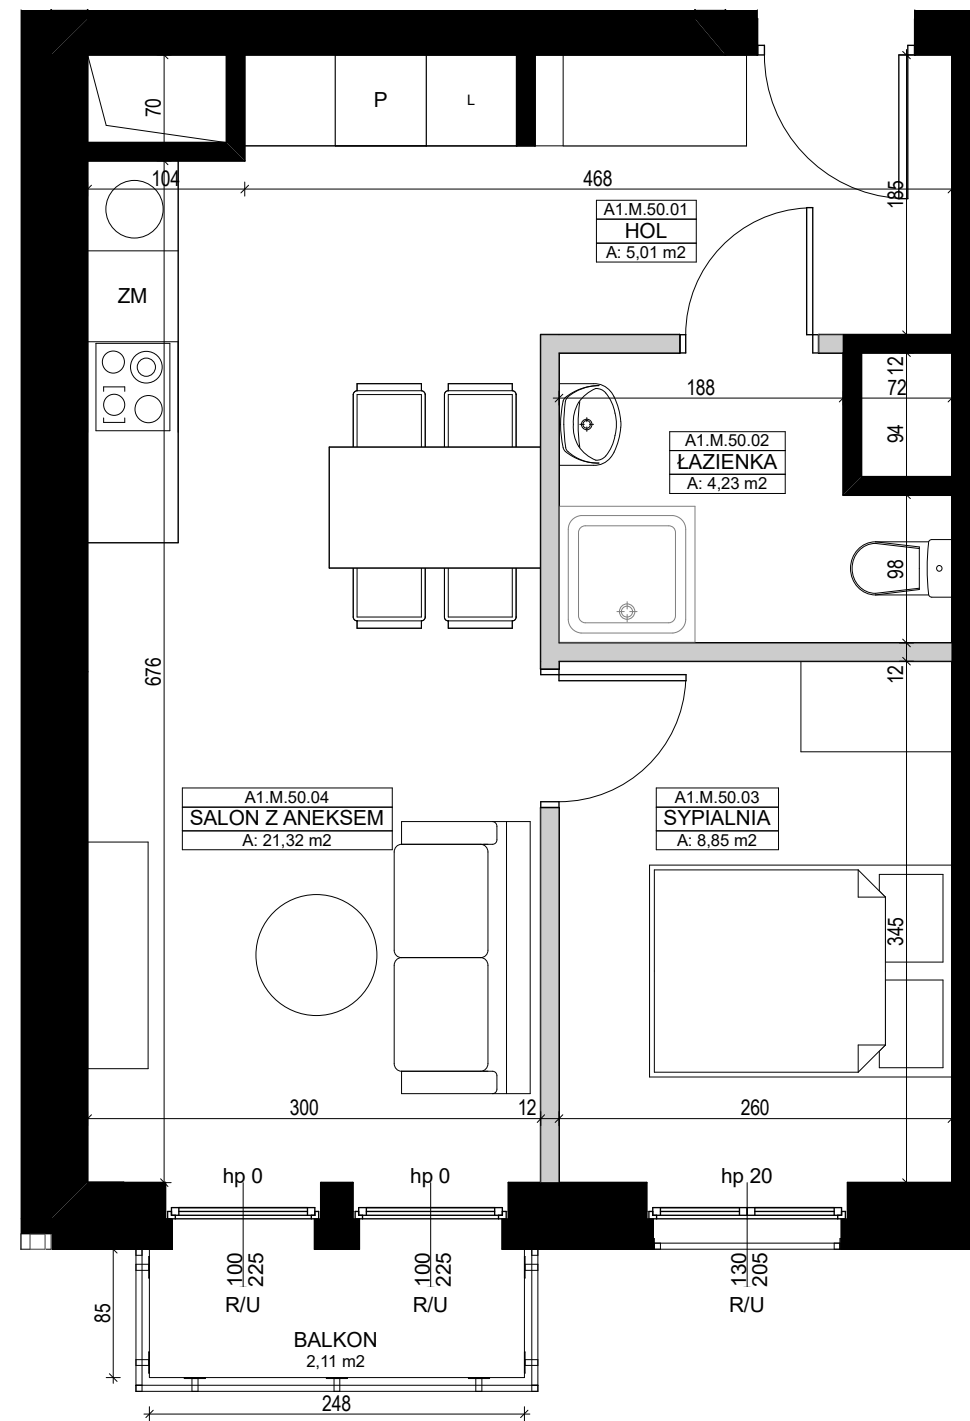 70
P
L
104
468
185
A1.M.50.01
HOL
A: 5,01 m2
ZM
12
188
72
94
A1.M.50.02
ŁAZIENKA
A: 4,23 m2
98
676
12
A1.M.50.04
SALON Z ANEKSEM
A: 21,32 m2
A1.M.50.03
SYPIALNIA
A: 8,85 m2
345
300
12
260
hp 0
hp 0
hp 20
100
225
R/U
100
225
R/U
130
205
R/U
85
BALKON
2,11 m2
248